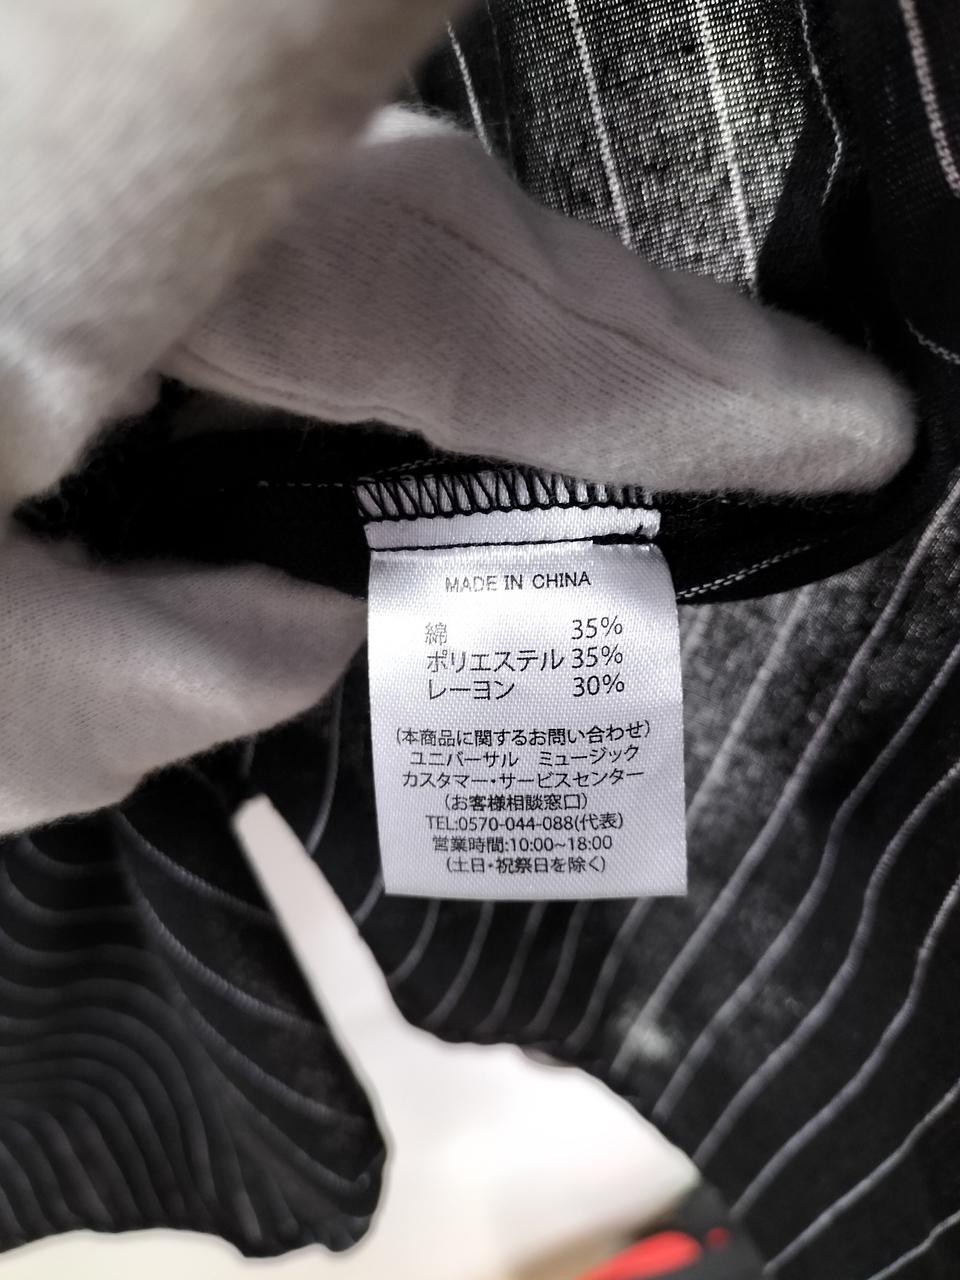 MADE IN CHINA
綿 35%
ポリエステル 35%
レーヨン 30%
(本商品に関するお問い合わせ)
ユニバーサル ミュージック
カスタマー・サービスセンター
(お客様相談窓口)
TEL:0570-044-088(代表)
営業時間:10:00~18:00
(土日・祝祭日を除く)